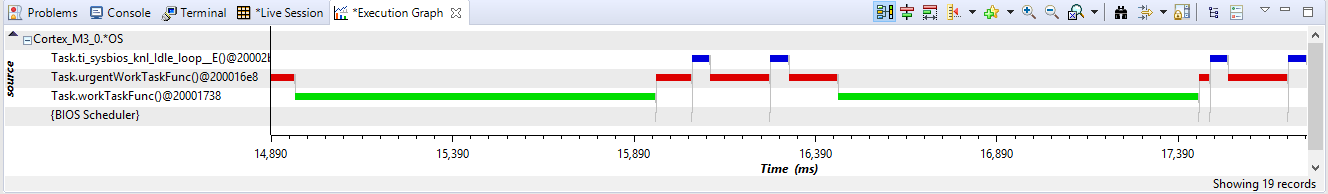 Problems Console Terminal *Live Session *Execution Graph
Cortex_M3_0.*OS
Task.ti_sysbios_knl_Idle_loop__E()@20002
Task.urgentWorkTaskFunc()@200016e8
Task.workTaskFunc()@20001738
{BIOS Scheduler}
source
14,890 15,390 15,890 16,390 16,890 17,390
Time (ms)
Showing 19 records